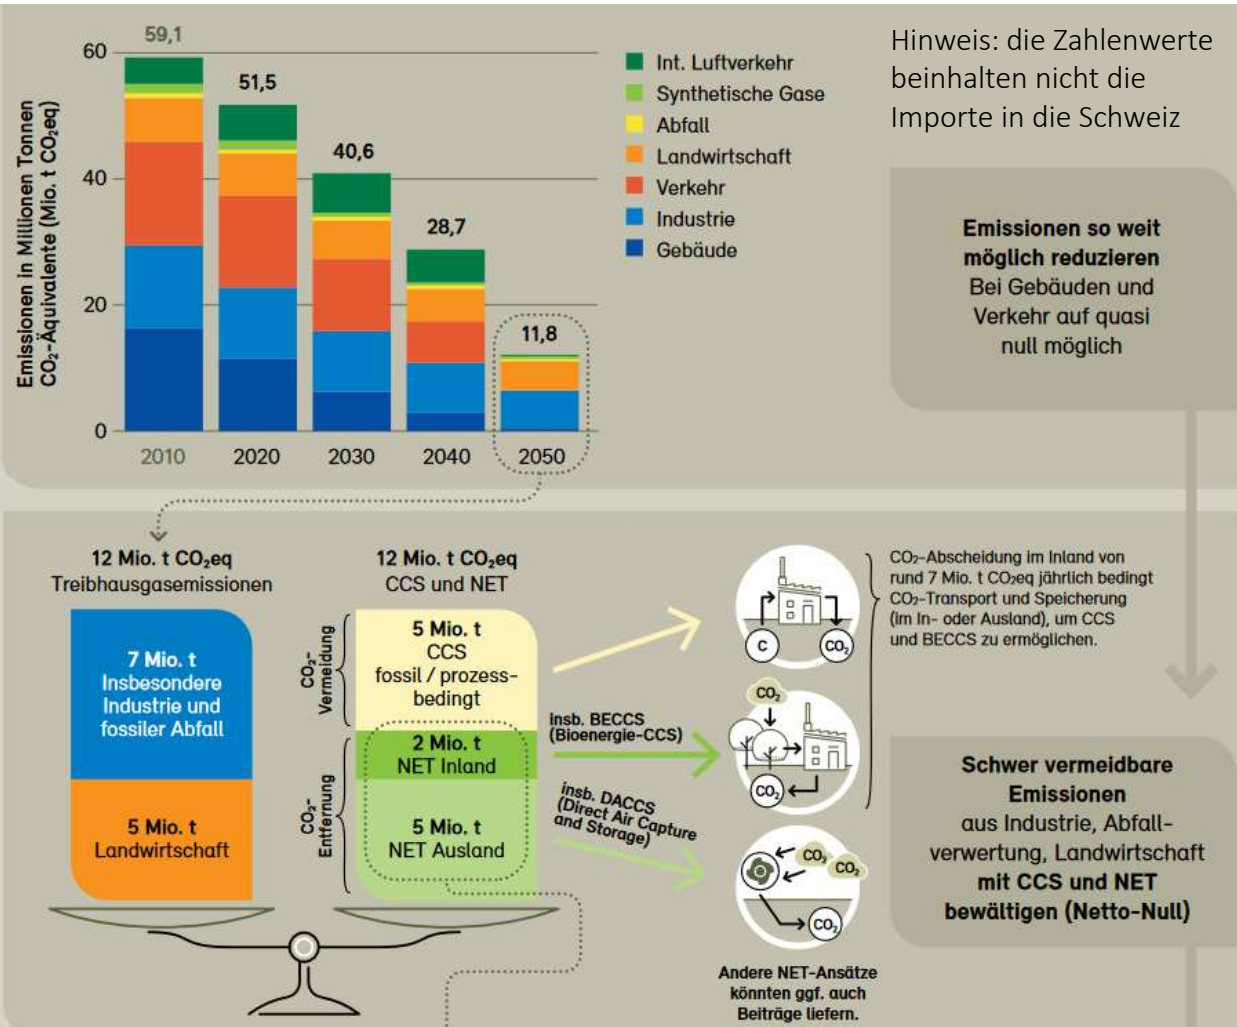 Hinweis: die Zahlenwerte
beinhalten nicht die
Importe in die Schweiz
Emissionen in Millionen Tonnen
CO₂-Äquivalente (Mio. t CO₂eq)
60
40
20
0
59,1
51,5
40,6
28,7
11,8
2010
2020
2030
2040
2050
Int. Luftverkehr
Synthetische Gase
Abfall
Landwirtschaft
Verkehr
Industrie
Gebäude
Emissionen so weit
möglich reduzieren
Bei Gebäuden und
Verkehr auf quasi
null möglich
12 Mio. t CO₂eq
Treibhausgasemissionen
7 Mio. t
Insbesondere
Industrie und
fossiler Abfall
5 Mio. t
Landwirtschaft
12 Mio. t CO₂eq
CCS und NET
CO₂-
Vermeidung
5 Mio. t
CCS
fossil / prozess-
bedingt
CO₂-
Entfernung
2 Mio. t
NET Inland
5 Mio. t
NET Ausland
insb. BECCS
(Bioenergie-CCS)
insb. DACCS
(Direct Air Capture
and Storage)
C
CO₂
CO₂
CO₂
CO₂
CO₂
CO₂
Andere NET-Ansätze
könnten ggf. auch
Beiträge liefern.
CO₂-Abscheidung im Inland von
rund 7 Mio. t CO₂eq jährlich bedingt
CO₂-Transport und Speicherung
(im In- oder Ausland), um CCS
und BECCS zu ermöglichen.
Schwer vermeidbare
Emissionen
aus Industrie, Abfall-
verwertung, Landwirtschaft
mit CCS und NET
bewältigen (Netto-Null)